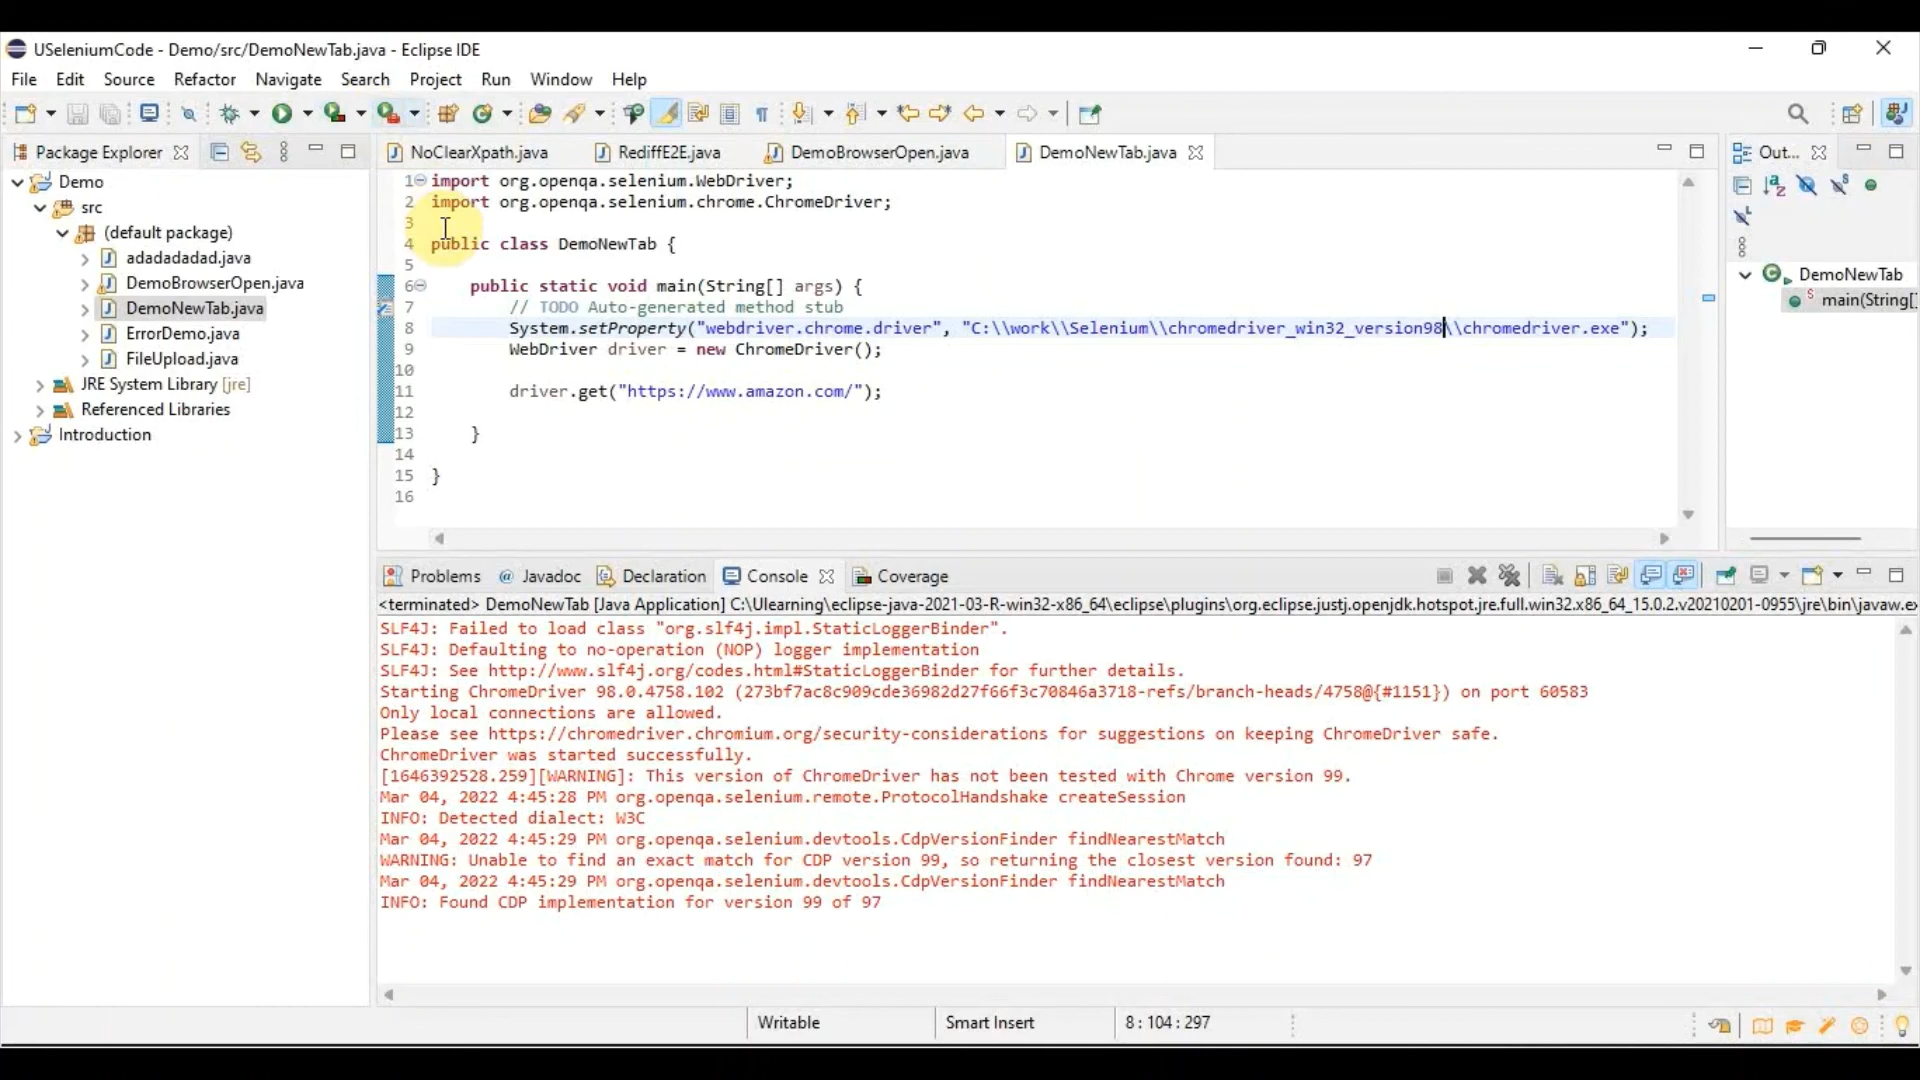 USeleniumCode - Demo/src/DemoNewTab.java - Eclipse IDE
File Edit Source Refactor Navigate Search Project Run Window Help
Package Explorer
NoClearXpath.java RediffE2E.java DemoBrowserOpen.java DemoNewTab.java
Out...
Demo
src
(default package)
adadadadad.java
DemoBrowserOpen.java
DemoNewTab.java
ErrorDemo.java
FileUpload.java
JRE System Library [jre]
Referenced Libraries
Introduction
1 import org.openqa.selenium.WebDriver;
2 import org.openqa.selenium.chrome.ChromeDriver;
3
4 public class DemoNewTab {
5
6 public static void main(String[] args) {
7 // TODO Auto-generated method stub
8 System.setProperty("webdriver.chrome.driver", "C:\\work\\Selenium\\chromedriver_win32_version98\\chromedriver.exe");
9 WebDriver driver = new ChromeDriver();
10
11 driver.get("https://www.amazon.com/");
12
13 }
14
15 }
16
DemoNewTab
main(String[]
Problems Javadoc Declaration Console Coverage
<terminated> DemoNewTab [Java Application] C:\Ulearning\eclipse-java-2021-03-R-win32-x86_64\eclipse\plugins\org.eclipse.justj.openjdk.hotspot.jre.full.win32.x86_64_15.0.2.v20210201-0955\jre\bin\javaw.ex
SLF4J: Failed to load class "org.slf4j.impl.StaticLoggerBinder".
SLF4J: Defaulting to no-operation (NOP) logger implementation
SLF4J: See http://www.slf4j.org/codes.html#StaticLoggerBinder for further details.
Starting ChromeDriver 98.0.4758.102 (273bf7ac8c909cde36982d27f66f3c70846a3718-refs/branch-heads/4758@{#1151}) on port 60583
Only local connections are allowed.
Please see https://chromedriver.chromium.org/security-considerations for suggestions on keeping ChromeDriver safe.
ChromeDriver was started successfully.
[1646392528.259][WARNING]: This version of ChromeDriver has not been tested with Chrome version 99.
Mar 04, 2022 4:45:28 PM org.openqa.selenium.remote.ProtocolHandshake createSession
INFO: Detected dialect: W3C
Mar 04, 2022 4:45:29 PM org.openqa.selenium.devtools.CdpVersionFinder findNearestMatch
WARNING: Unable to find an exact match for CDP version 99, so returning the closest version found: 97
Mar 04, 2022 4:45:29 PM org.openqa.selenium.devtools.CdpVersionFinder findNearestMatch
INFO: Found CDP implementation for version 99 of 97
Writable Smart Insert 8 : 104 : 297